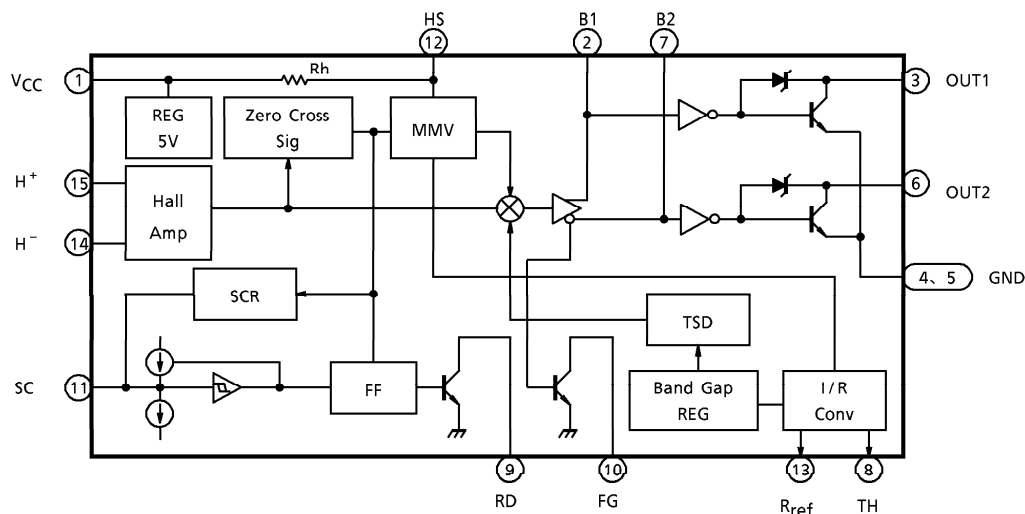 HS
B1
B2
12
2
7
VCC
1
Rh
3
OUT1
REG
5V
Zero Cross
Sig
MMV
H+
15
Hall
Amp
6
OUT2
H−
14
4、5
GND
SCR
TSD
SC
11
FF
Band Gap
REG
I/R
Conv
9
10
13
8
RD
FG
Rref
TH